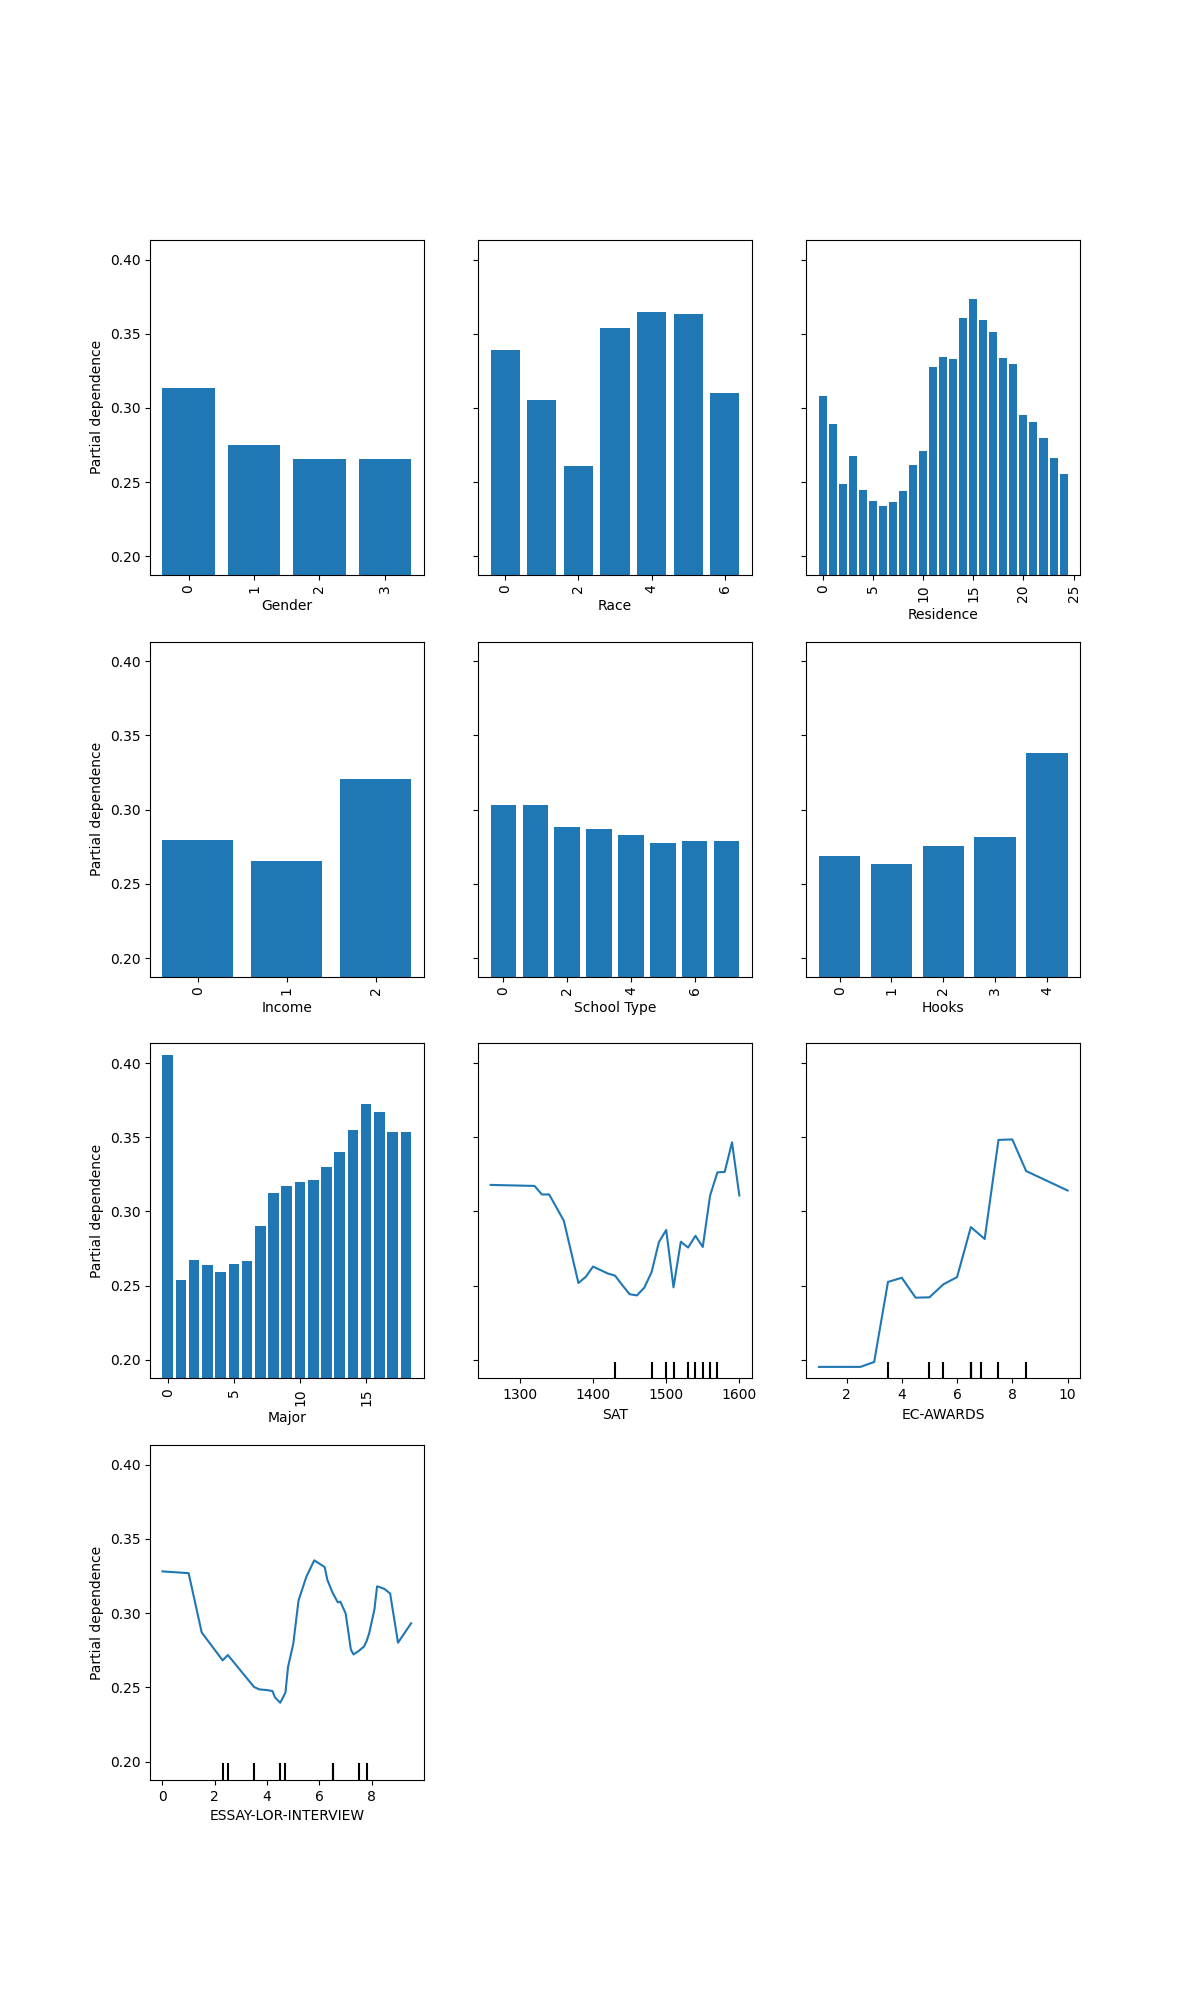 0.40
0.35
0.30
0.25
0.20
Partial dependence
0 1 2 3
Gender
0 2 4 6
Race
0 5 10 15 20 25
Residence
0.40
0.35
0.30
0.25
0.20
Partial dependence
0 1 2
Income
0 2 4 6
School Type
0 1 2 3 4
Hooks
0.40
0.35
0.30
0.25
0.20
Partial dependence
0 5 10 15
Major
1300 1400 1500 1600
SAT
2 4 6 8 10
EC-AWARDS
0.40
0.35
0.30
0.25
0.20
Partial dependence
0 2 4 6 8
ESSAY-LOR-INTERVIEW